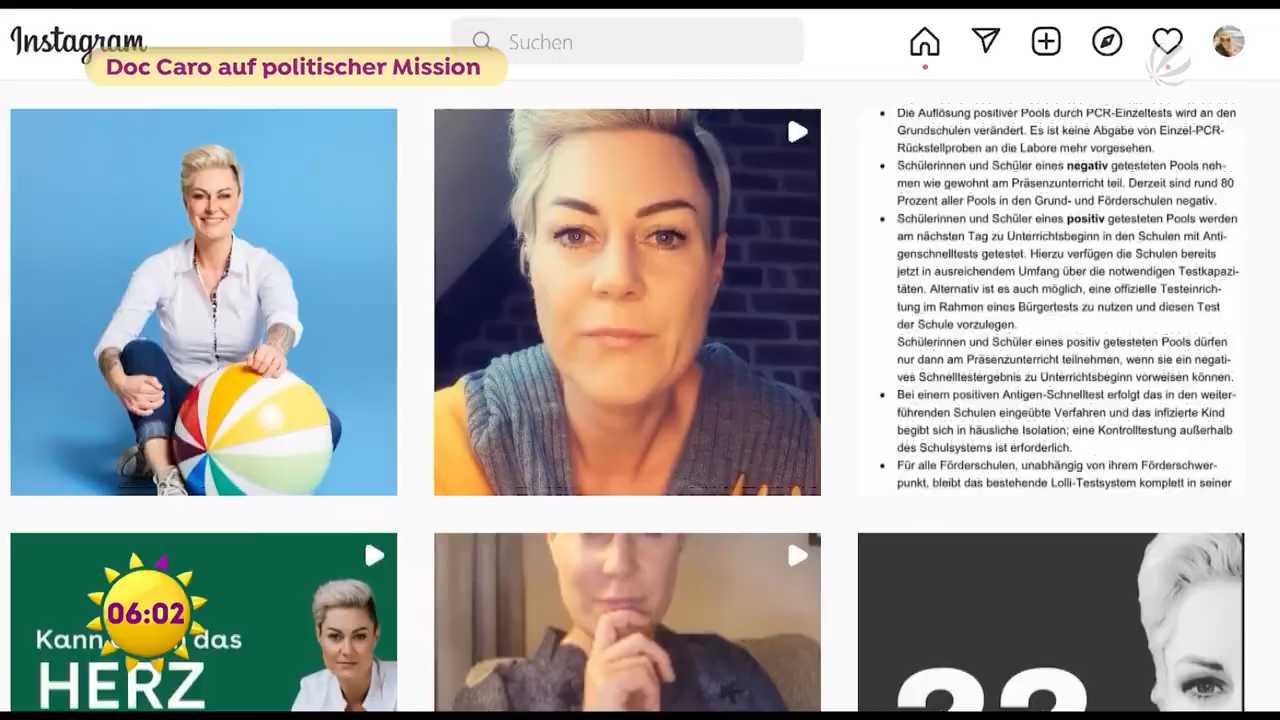 Instagram
Suchen
Doc Caro auf politischer Mission
Die Auflösung positiver Pools durch PCR-Einzeltests wird an den
Grundschulen verändert. Es ist keine Abgabe von Einzel-PCR-
Rückstellproben an die Labore mehr vorgesehen.
Schülerinnen und Schüler eines negativ getesteten Pools neh-
men wie gewohnt am Präsenzunterricht teil. Derzeit sind rund 80
Prozent aller Pools in den Grund- und Förderschulen negativ.
Schülerinnen und Schüler eines positiv getesteten Pools werden
am nächsten Tag zu Unterrichtsbeginn in den Schulen mit Anti-
genschnelltests getestet. Hierzu verfügen die Schulen bereits
jetzt in ausreichendem Umfang über die notwendigen Testkapazi-
täten. Alternativ ist es auch möglich, eine offizielle Testeinrich-
tung im Rahmen eines Bürgertests zu nutzen und diesen Test
der Schule vorzulegen.
Schülerinnen und Schüler eines positiv getesteten Pools dürfen
nur dann am Präsenzunterricht teilnehmen, wenn sie ein negati-
ves Schnelltestergebnis zu Unterrichtsbeginn vorweisen können.
Bei einem positiven Antigen-Schnelltest erfolgt das in den weiter-
führenden Schulen eingeübte Verfahren und das infizierte Kind
begibt sich in häusliche Isolation; eine Kontrolltestung außerhalb
des Schulsystems ist erforderlich.
Für alle Förderschulen, unabhängig von ihrem Förderschwer-
punkt, bleibt das bestehende Lolli-Testsystem komplett in seiner
06:02
Kann das
HERZ